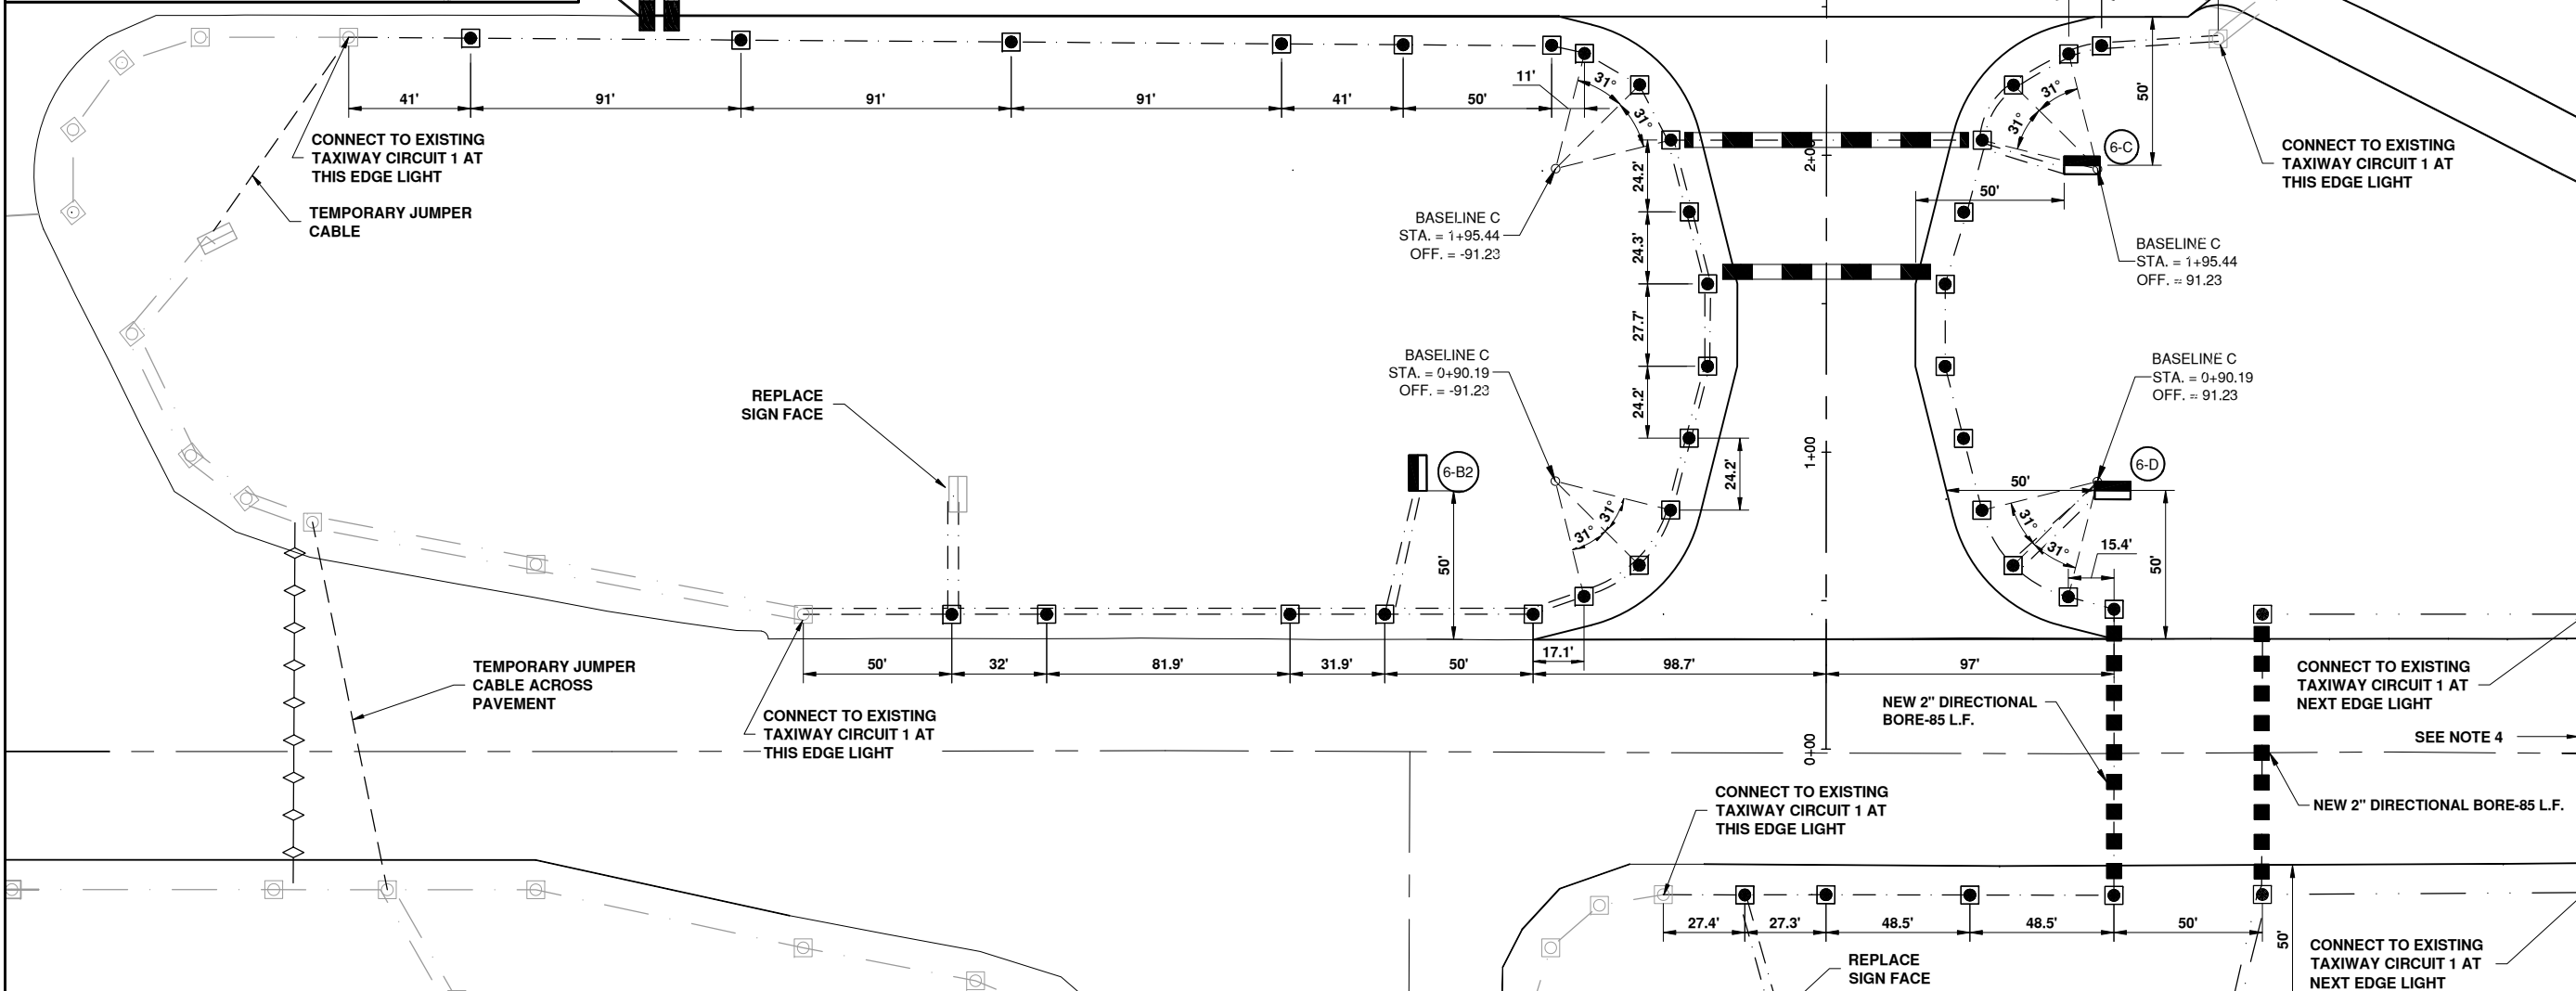 41'
91'
91'
91'
41'
50'
11'
31°
31°
2+00
31°
31°
50'
6-C
50'
CONNECT TO EXISTING
TAXIWAY CIRCUIT 1 AT
THIS EDGE LIGHT
CONNECT TO EXISTING
TAXIWAY CIRCUIT 1 AT
THIS EDGE LIGHT
TEMPORARY JUMPER
CABLE
BASELINE C
STA. = 1+95.44
OFF. = -91.23
24.2'
24.3'
27.7'
24.2'
BASELINE C
STA. = 1+95.44
OFF. = 91.23
BASELINE C
STA. = 0+90.19
OFF. = -91.23
BASELINE C
STA. = 0+90.19
OFF. = 91.23
REPLACE
SIGN FACE
6-B2
50'
31°
31°
24.2'
1+00
6-D
50'
31°
31°
15.4'
50'
TEMPORARY JUMPER
CABLE ACROSS
PAVEMENT
50'
32'
81.9'
31.9'
50'
17.1'
98.7'
97'
CONNECT TO EXISTING
TAXIWAY CIRCUIT 1 AT
THIS EDGE LIGHT
0+00
NEW 2" DIRECTIONAL
BORE-85 L.F.
CONNECT TO EXISTING
TAXIWAY CIRCUIT 1 AT
NEXT EDGE LIGHT
SEE NOTE 4
NEW 2" DIRECTIONAL BORE-85 L.F.
CONNECT TO EXISTING
TAXIWAY CIRCUIT 1 AT
THIS EDGE LIGHT
27.4'
27.3'
48.5'
48.5'
50'
50'
REPLACE
SIGN FACE
CONNECT TO EXISTING
TAXIWAY CIRCUIT 1 AT
NEXT EDGE LIGHT